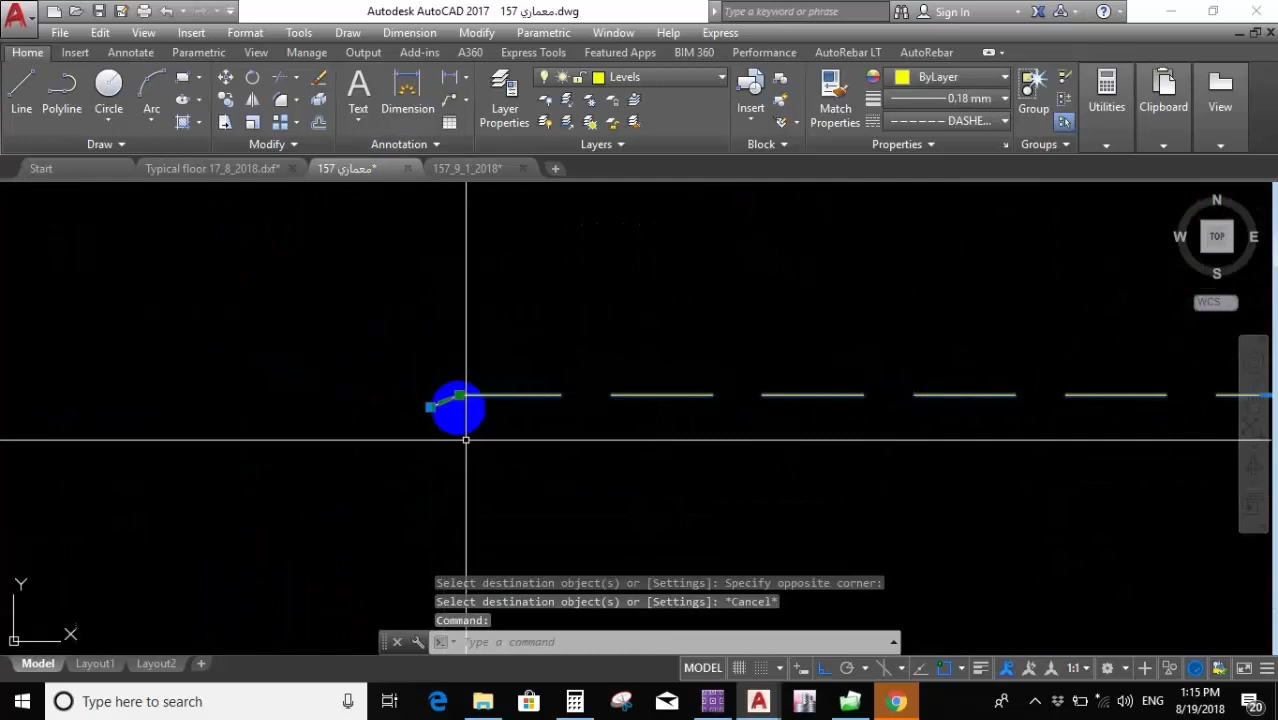 Autodesk AutoCAD 2017 معماري 157.dwg
Type a keyword or phrase
Sign In
File Edit View Insert Format Tools Draw Dimension Modify Parametric Window Help Express
Home Insert Annotate Parametric View Manage Output Add-ins A360 Express Tools Featured Apps BIM 360 Performance AutoRebar LT AutoRebar
Levels
ByLayer
0.18 mm
DASHE...
Line Polyline Circle Arc Text Dimension Layer Properties Insert Match Properties Group Utilities Clipboard View
Draw Modify Annotation Layers Block Properties Groups
Start Typical floor 17_8_2018.dxf* معماري 157* 157_9_1_2018*
N
W TOP E
S
WCS
Y
X
Select destination object(s) or [Settings]: Specify opposite corner:
Select destination object(s) or [Settings]: *Cancel*
Command:
Type a command
Model Layout1 Layout2
MODEL
1:1
Type here to search
ENG
1:15 PM
8/19/2018
20